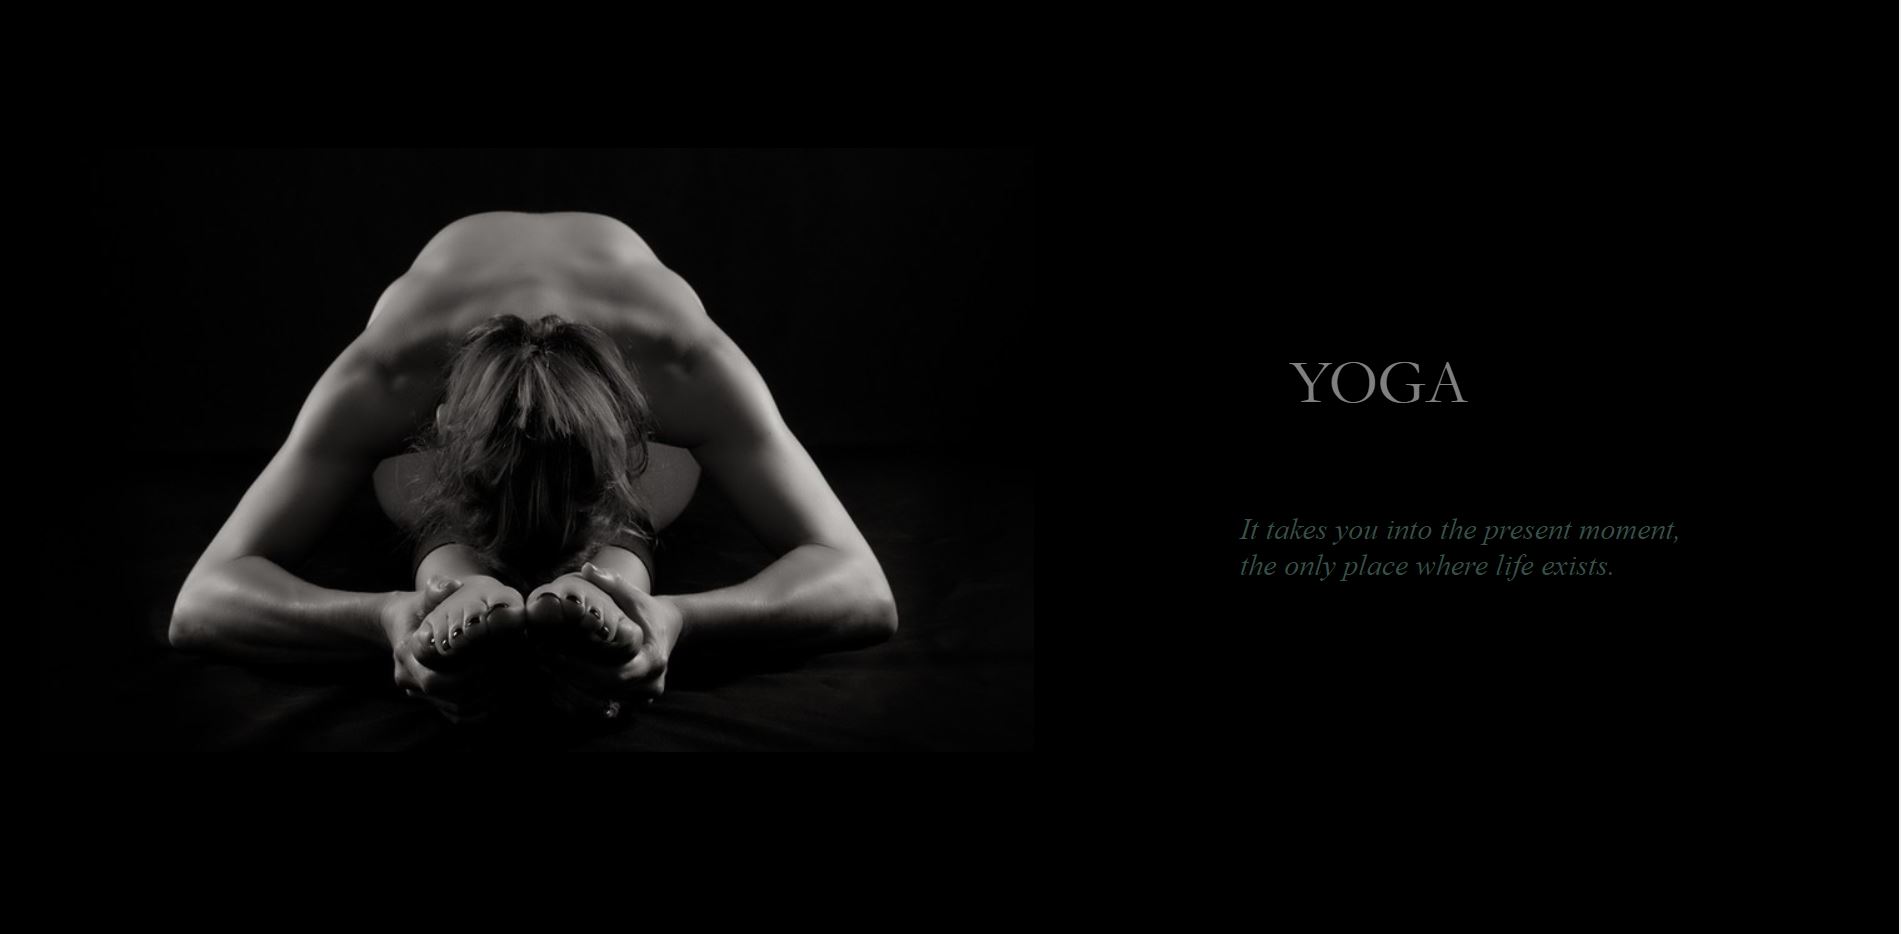 YOGA
It takes you into the present moment,
the only place where life exists.